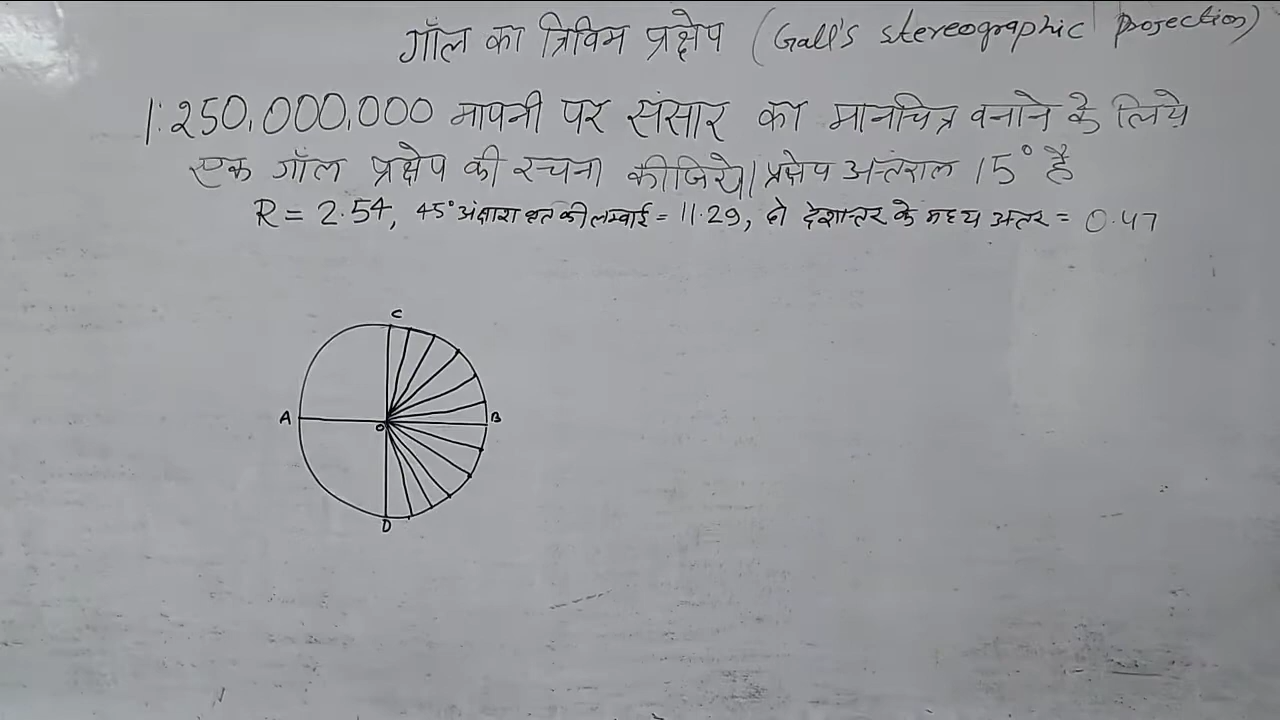 गॉल का त्रिविम प्रक्षेप (Gall's stereographic projection)
1:250,000,000 मापनी पर संसार का मानचित्र बनाने के लिये
एक गॉल प्रक्षेप की रचना कीजिये। प्रक्षेप अन्तराल 15° है
R = 2.54, 45° अंक्षाश वृत की लम्बाई = 11.29, दो देशान्तर के मध्य अन्तर = 0.47
C
A
O
B
D